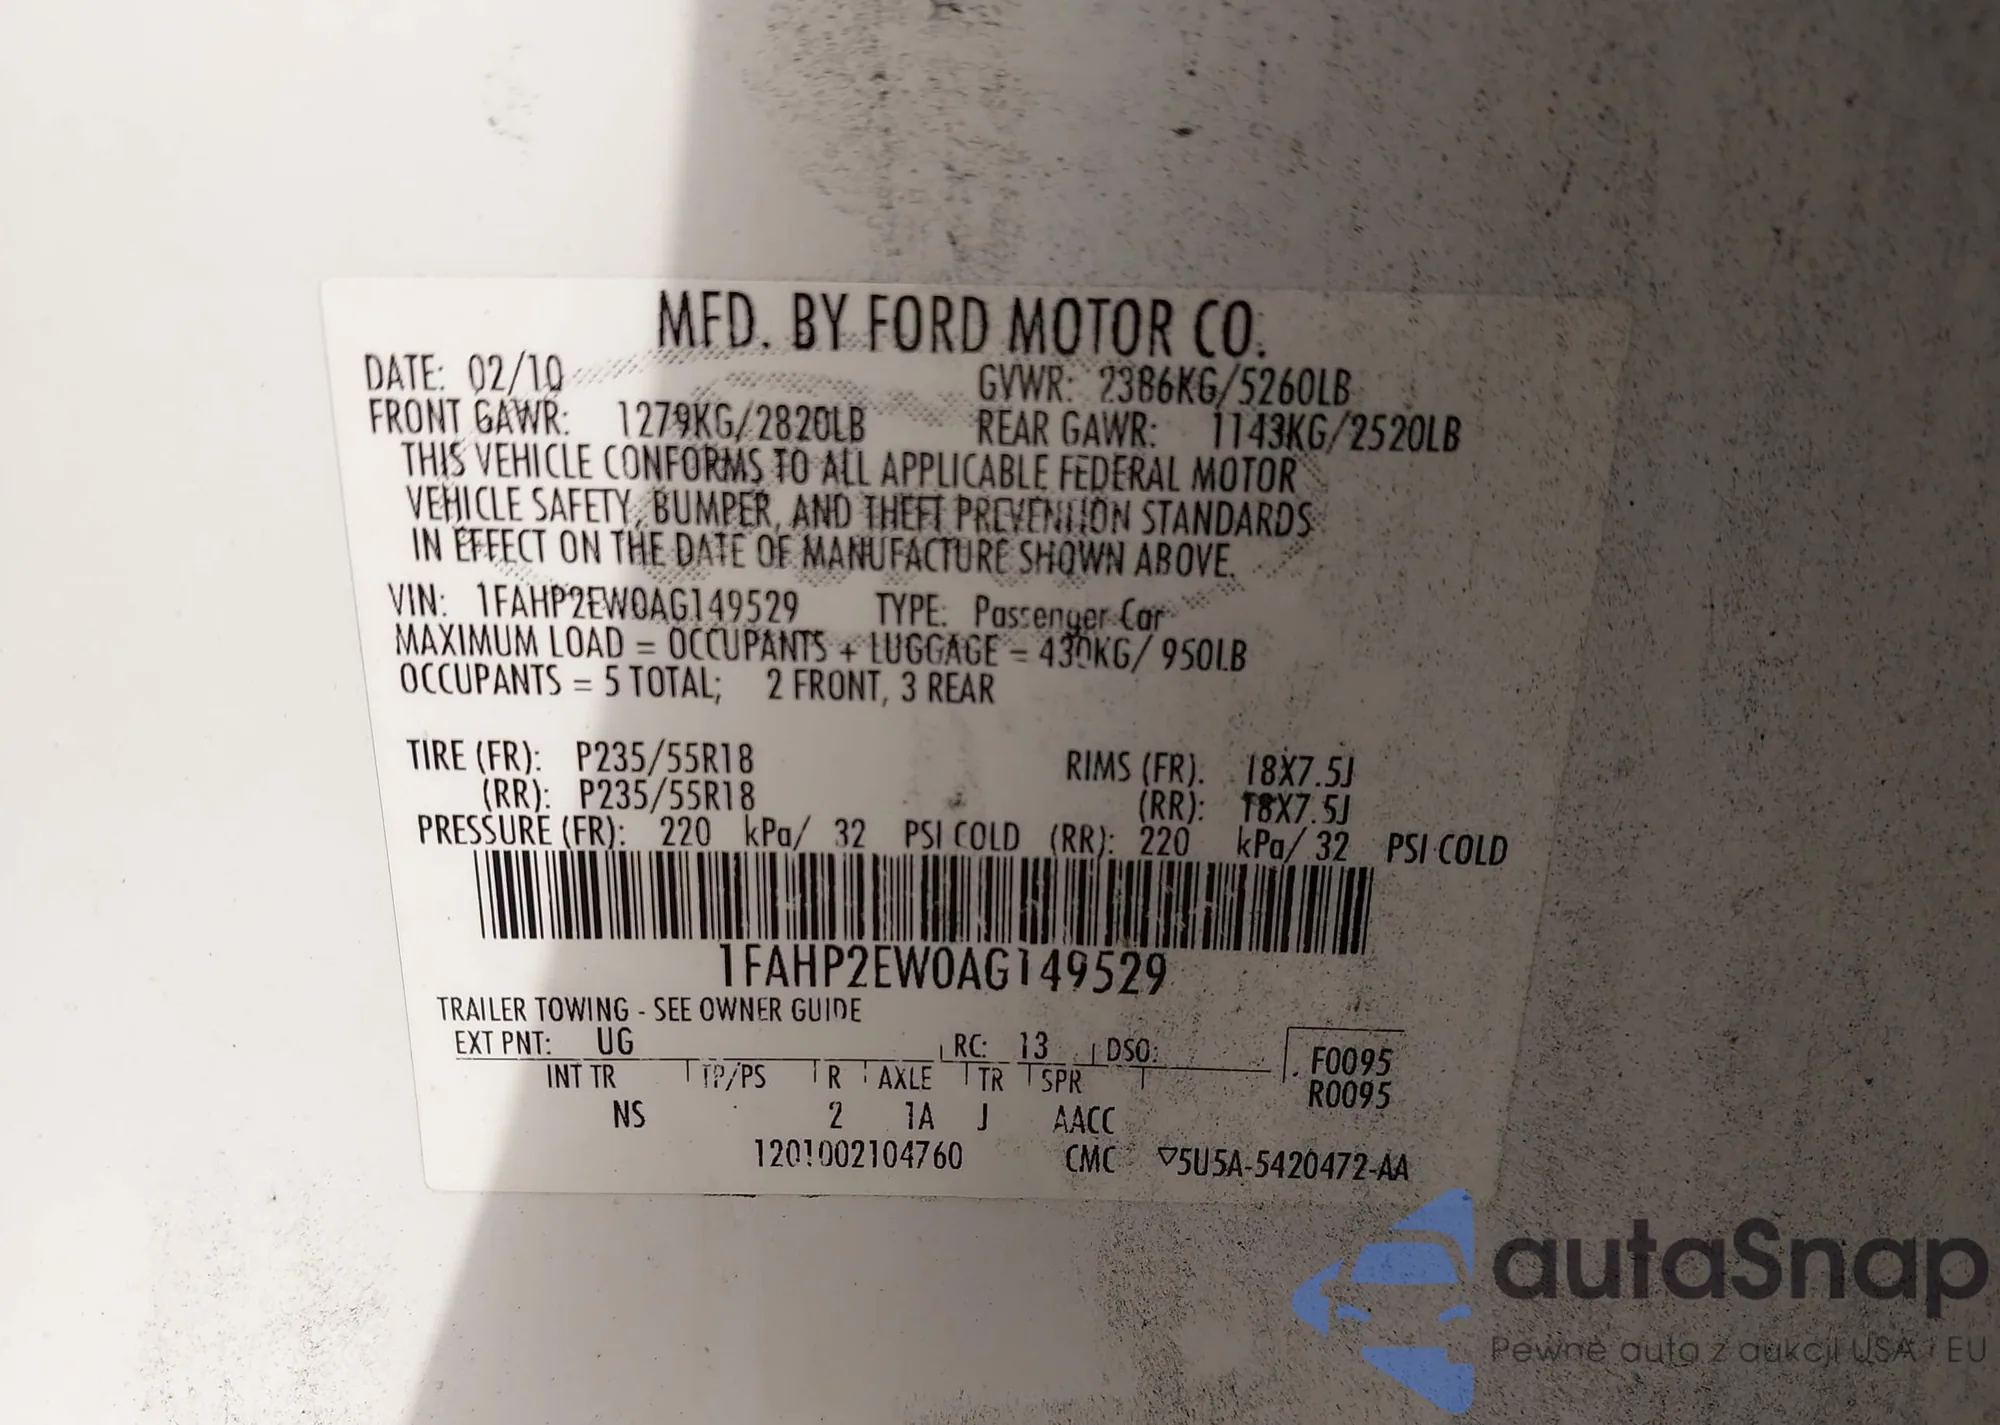 MFD. BY FORD MOTOR CO.
DATE: 02/10 GVWR: 2386KG/5260LB
FRONT GAWR: 1279KG/2820LB REAR GAWR: 1143KG/2520LB
THIS VEHICLE CONFORMS TO ALL APPLICABLE FEDERAL MOTOR
VEHICLE SAFETY, BUMPER, AND THEFT PREVENTION STANDARDS
IN EFFECT ON THE DATE OF MANUFACTURE SHOWN ABOVE.
VIN: 1FAHP2EW0AG149529 TYPE: Passenger Car
MAXIMUM LOAD = OCCUPANTS + LUGGAGE = 430KG/ 950LB
OCCUPANTS = 5 TOTAL; 2 FRONT, 3 REAR
TIRE (FR): P235/55R18 RIMS (FR): 18X7.5J
(RR): P235/55R18 (RR): 18X7.5J
PRESSURE (FR): 220 kPa/ 32 PSI COLD (RR): 220 kPa/ 32 PSI COLD
1FAHP2EW0AG149529
TRAILER TOWING - SEE OWNER GUIDE
EXT PNT: UG RC: 13 DSO: F0095
INT TR TP/PS R AXLE TR SPR R0095
NS 2 1A J AACC
1201002104760 CMC ▽5U5A-5420472-AA
autaSnap
Pewne auta z aukcji USA i EU